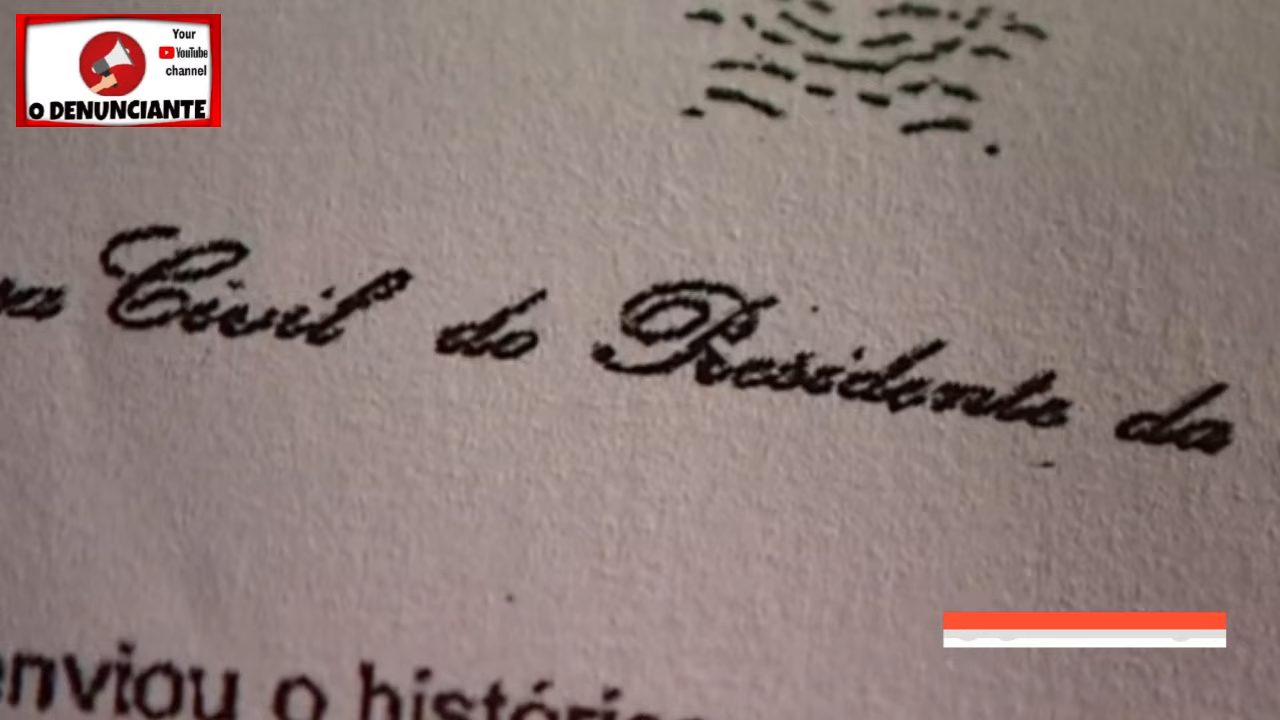 Your
YouTube
channel
O DENUNCIANTE
Civil do Presidente da
enviou o